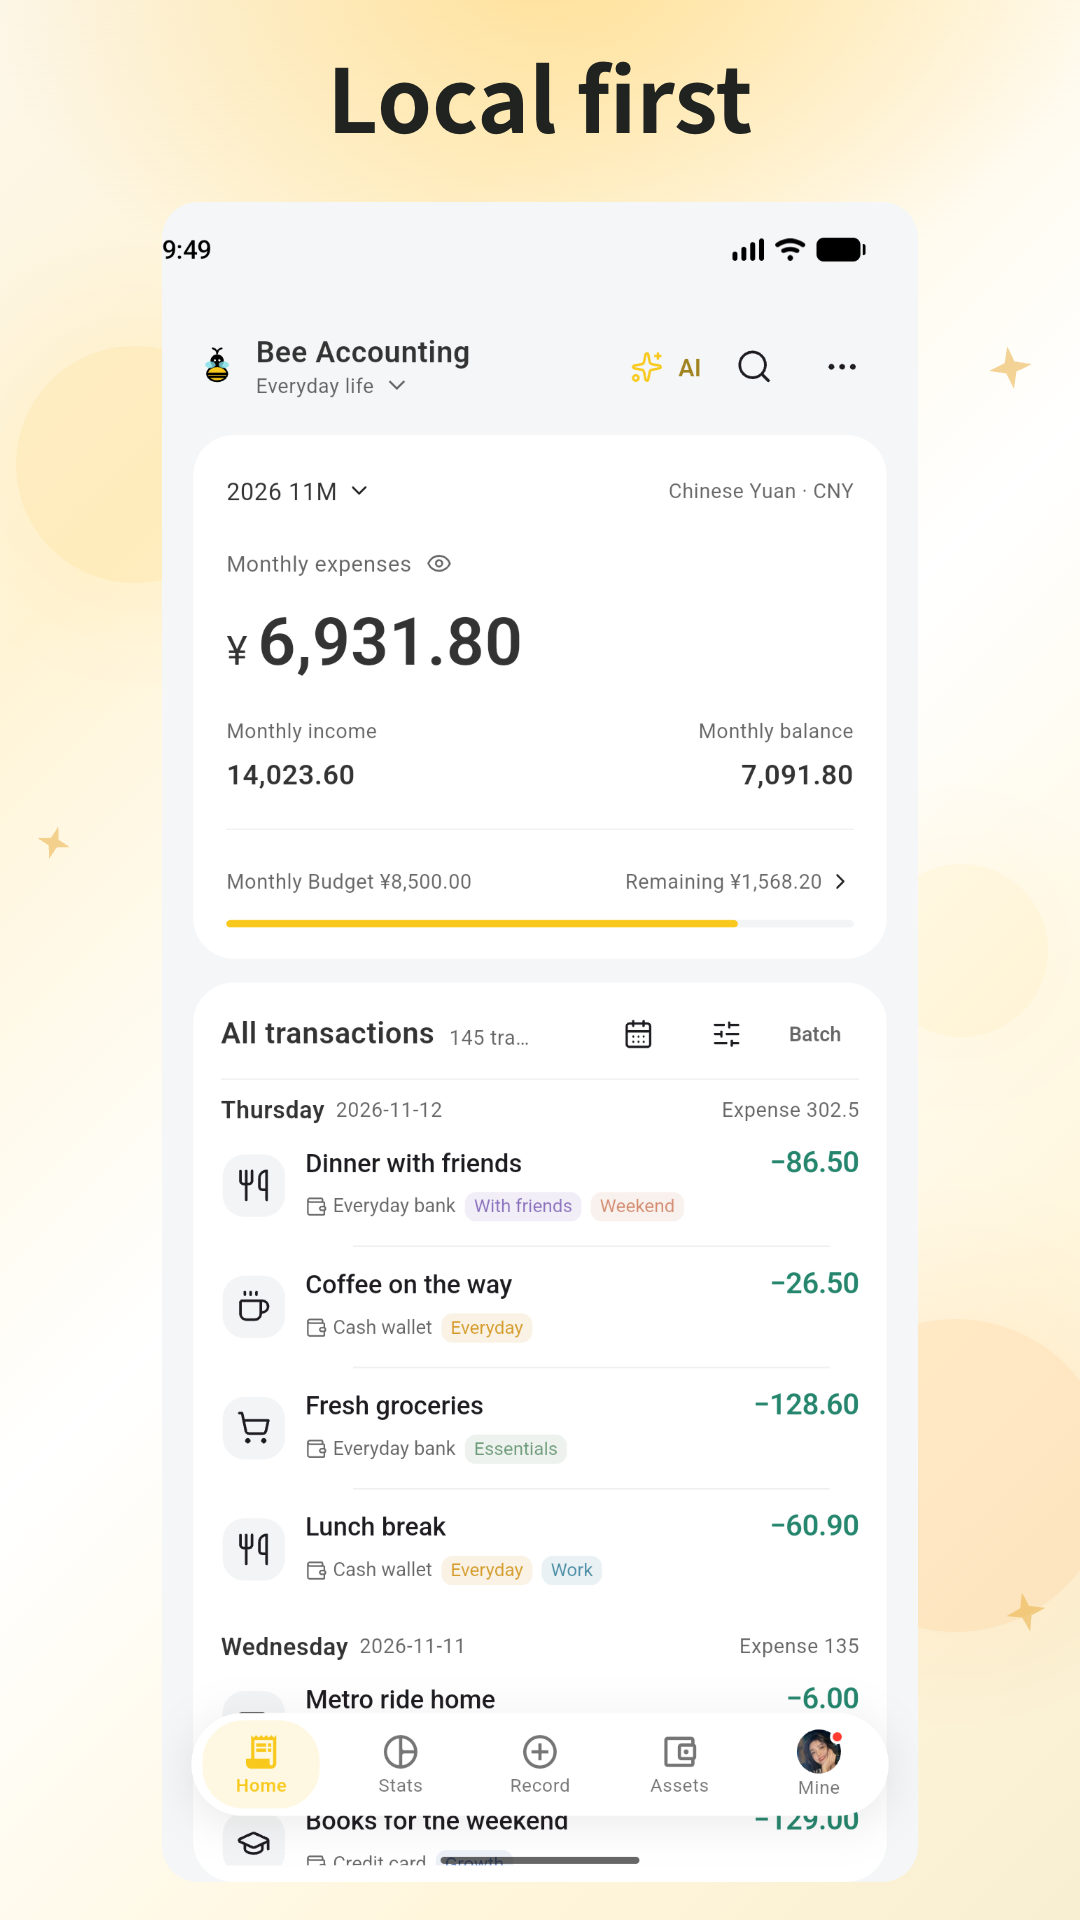 Local first
9:49
Bee Accounting
Everyday life
AI
2026 11M
Chinese Yuan · CNY
Monthly expenses
¥ 6,931.80
Monthly income
Monthly balance
14,023.60
7,091.80
Monthly Budget ¥8,500.00
Remaining ¥1,568.20
All transactions 145 tra...
Batch
Thursday 2026-11-12
Expense 302.5
Dinner with friends
−86.50
Everyday bank With friends Weekend
Coffee on the way
−26.50
Cash wallet Everyday
Fresh groceries
−128.60
Everyday bank Essentials
Lunch break
−60.90
Cash wallet Everyday Work
Wednesday 2026-11-11
Expense 135
Metro ride home
−6.00
Home
Stats
Record
Assets
Mine
Books for the weekend
−129.00
Credit card Growth